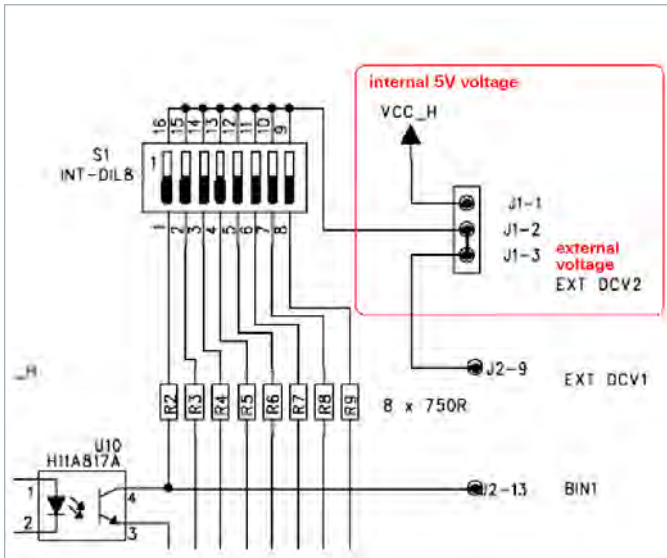 internal 5V voltage
VCC_H
16 15 14 13 12 11 10 9
S1
INT-DIL8
1
J1-1
J1-2
J1-3
external
voltage
EXT DCV2
1 2 3 4 5 6 7 8
_H
J2-9
EXT DCV1
R2 R3 R4 R5 R6 R7 R8 R9
8 x 750R
U10
H11A817A
1
4
2
3
J2-13
BIN1